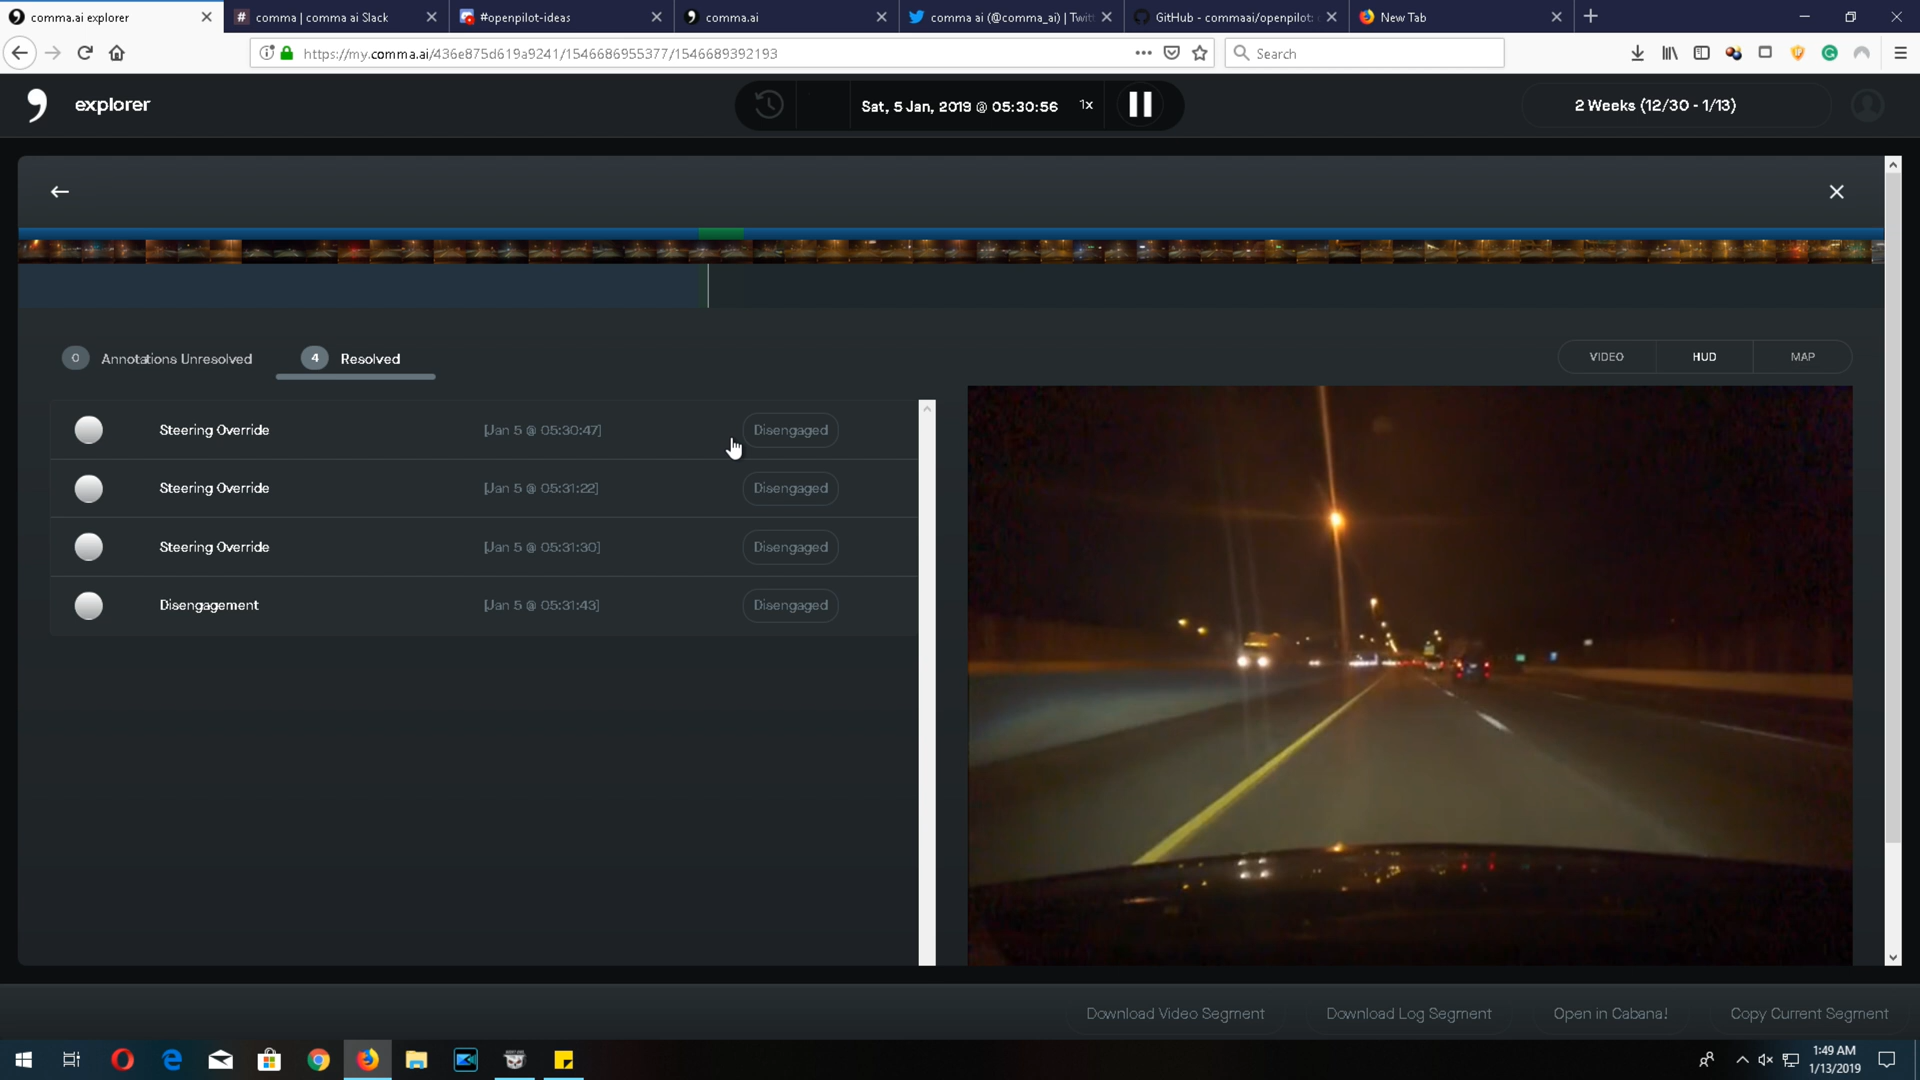 comma.ai explorer
comma | comma ai Slack
#openpilot-ideas
comma.ai
comma ai (@comma_ai) | Twit
GitHub - commaai/openpilot:
New Tab
https://my.comma.ai/436e875d619a9241/1546686955377/1546689392193
Search
explorer
Sat, 5 Jan, 2019 @ 05:30:56
1x
2 Weeks (12/30 - 1/13)
0 Annotations Unresolved
4 Resolved
VIDEO
HUD
MAP
Steering Override [Jan 5 @ 05:30:47] Disengaged
Steering Override [Jan 5 @ 05:31:22] Disengaged
Steering Override [Jan 5 @ 05:31:30] Disengaged
Disengagement [Jan 5 @ 05:31:43] Disengaged
Download Video Segment
Download Log Segment
Open in Cabana!
Copy Current Segment
1:49 AM
1/13/2019